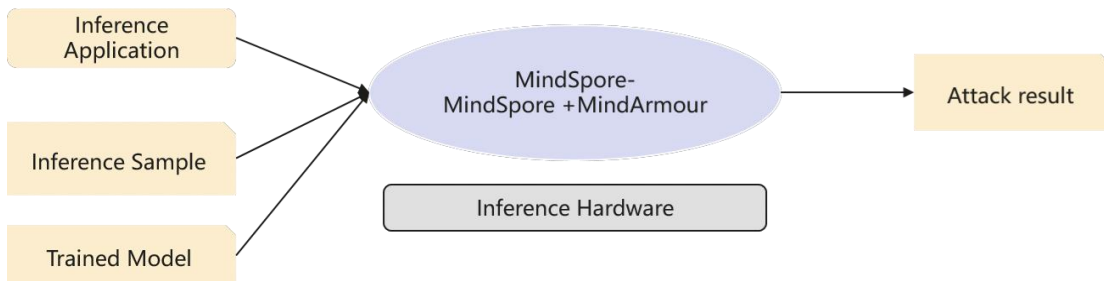 Inference
Application
Inference Sample
Trained Model
MindSpore-
MindSpore +MindArmour
Inference Hardware
Attack result